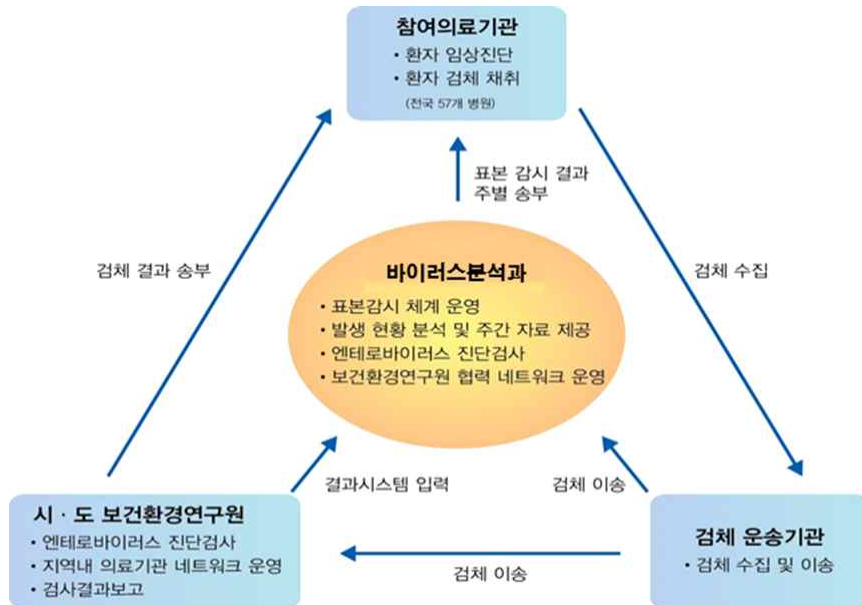 참여의료기관
• 환자 임상진단
• 환자 검체 채취
(전국 57개 병원)
표본 감시 결과
주별 송부
검체 결과 송부
검체 수집
바이러스분석과
• 표본감시 체계 운영
• 발생 현황 분석 및 주간 자료 제공
• 엔테로바이러스 진단검사
• 보건환경연구원 협력 네트워크 운영
결과시스템 입력
검체 이송
시 · 도 보건환경연구원
• 엔테로바이러스 진단검사
• 지역내 의료기관 네트워크 운영
• 검사결과보고
검체 이송
검체 운송기관
• 검체 수집 및 이송